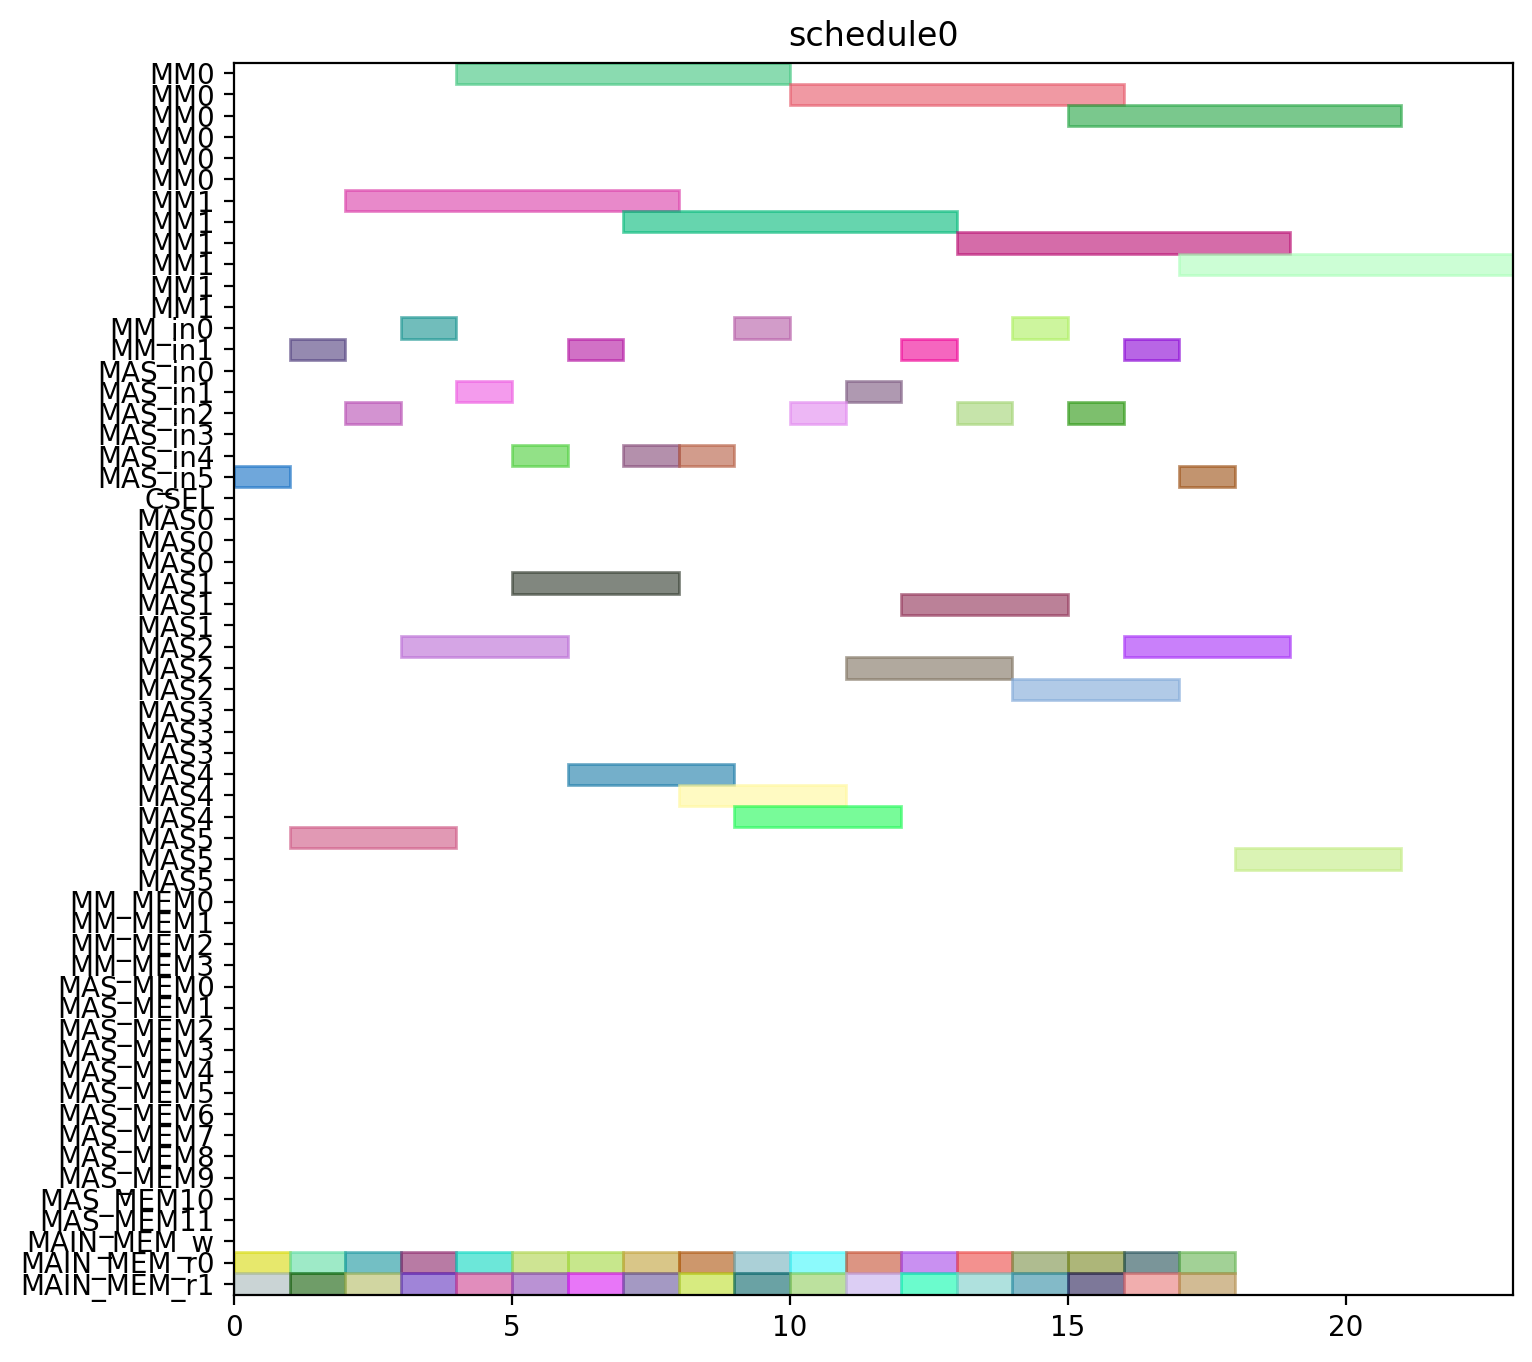 schedule0
MM0
MM0
MM0
MM0
MM0
MM0
MM1
MM1
MM1
MM1
MM1
MM1
MM_in0
MM_in1
MAS_in0
MAS_in1
MAS_in2
MAS_in3
MAS_in4
MAS_in5
CSEL
MAS0
MAS0
MAS0
MAS1
MAS1
MAS1
MAS2
MAS2
MAS2
MAS3
MAS3
MAS3
MAS4
MAS4
MAS4
MAS5
MAS5
MAS5
MM_MEM0
MM_MEM1
MM_MEM2
MM_MEM3
MAS_MEM0
MAS_MEM1
MAS_MEM2
MAS_MEM3
MAS_MEM4
MAS_MEM5
MAS_MEM6
MAS_MEM7
MAS_MEM8
MAS_MEM9
MAS_MEM10
MAS_MEM11
MAIN_MEM_w
MAIN_MEM_r0
MAIN_MEM_r1
0 5 10 15 20